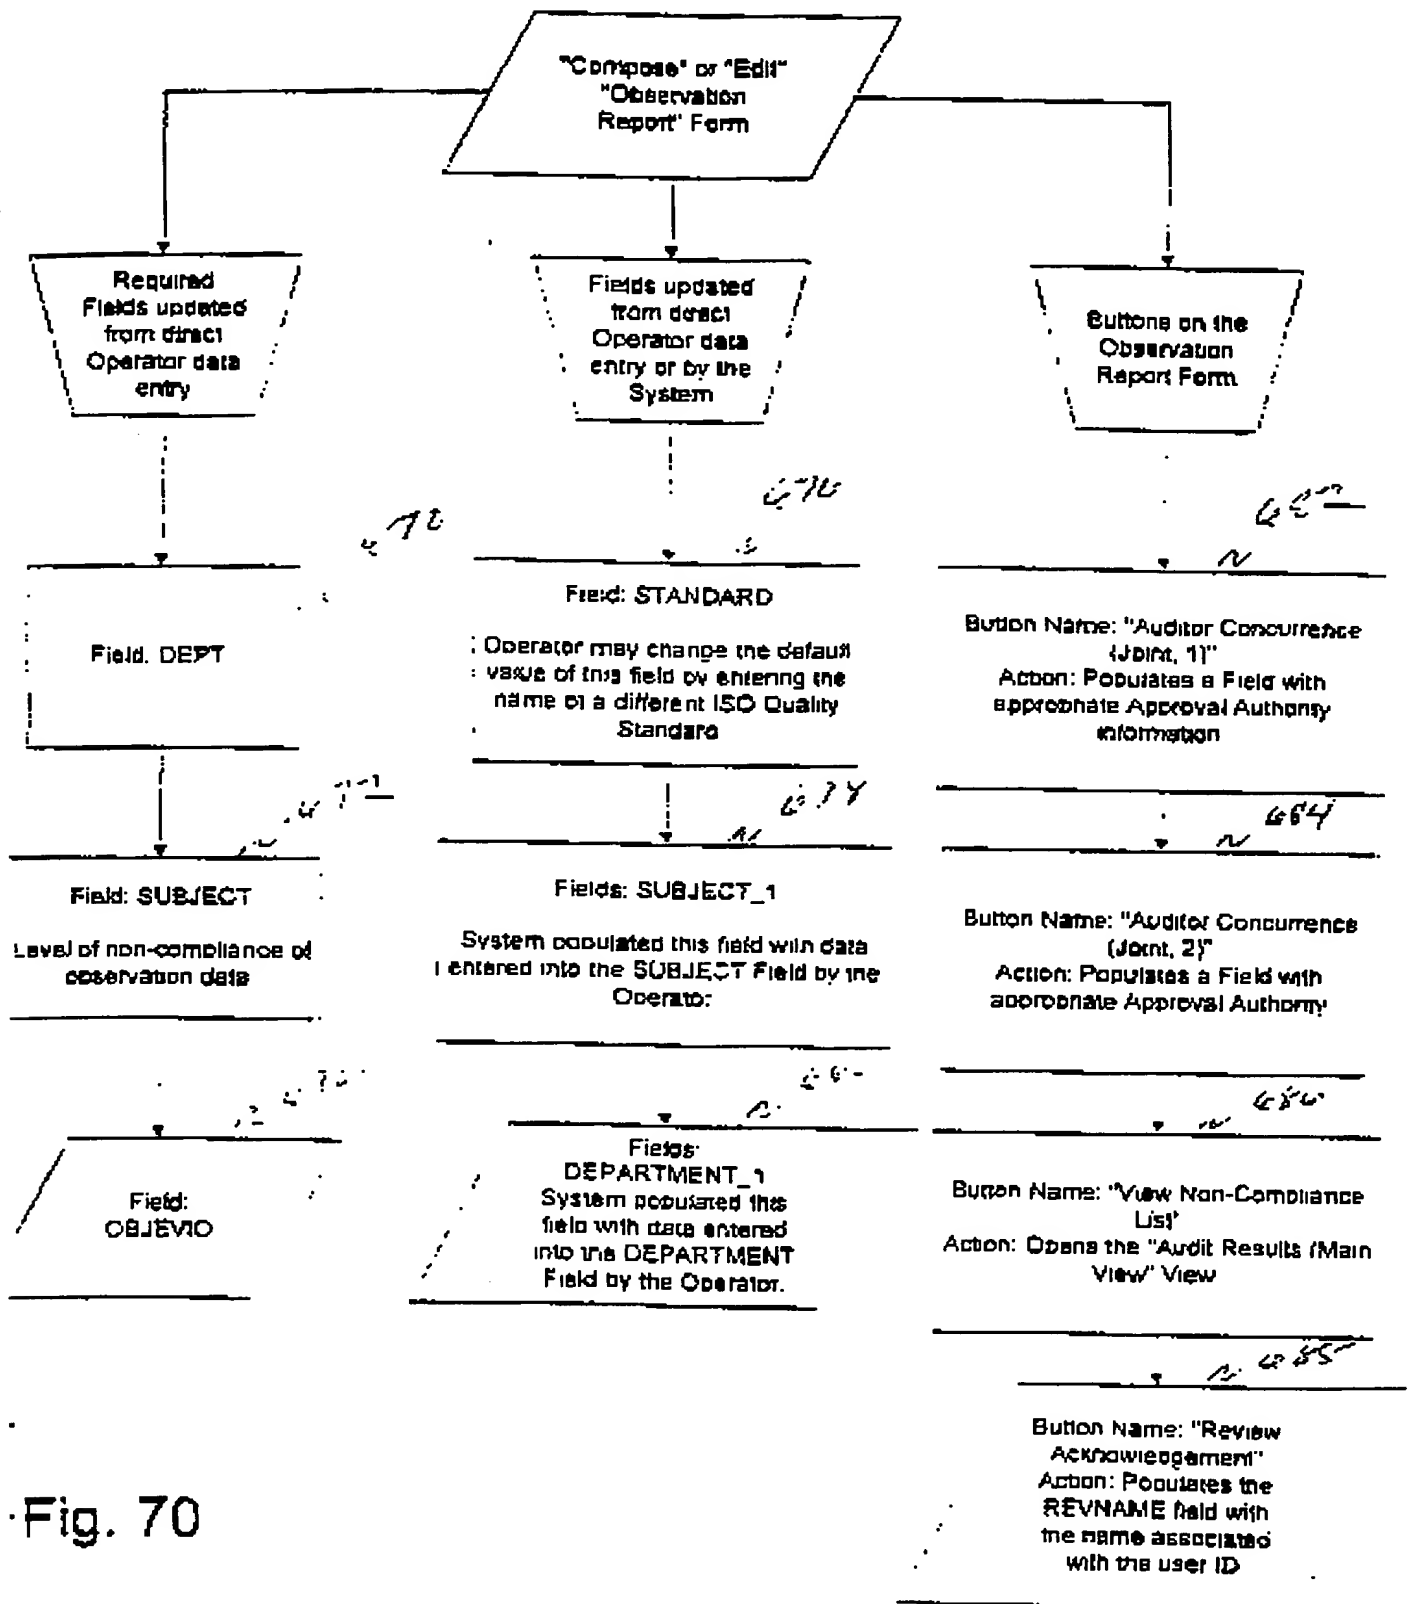 "Compose" or "Edit"
"Observation
Report" Form
Required
Fields updated
from direct
Operator data
entry
Field: DEPT
Field: SUBJECT
Level of non-compliance of
observation data
Field:
OBJEVID
Fields updated
from direct
Operator data
entry or by the
System
Field: STANDARD
Operator may change the default
value of this field by entering the
name of a different ISO Quality
Standard
678
Fields: SUBJECT_1
System populated this field with data
entered into the SUBJECT Field by the
Operator.
Fields:
DEPARTMENT_1
System populated this
field with data entered
into the DEPARTMENT
Field by the Operator.
Buttons on the
Observation
Report Form
Button Name: "Auditor Concurrence
(Joint, 1)"
Action: Populates a Field with
appropriate Approval Authority
information
684
Button Name: "Auditor Concurrence
(Joint, 2)"
Action: Populates a Field with
appropriate Approval Authority
Button Name: "View Non-Compliance
List"
Action: Opens the "Audit Results (Main
View" View
Button Name: "Review
Acknowledgement"
Action: Populates the
REVNAME field with
the name associated
with the user ID
Fig. 70